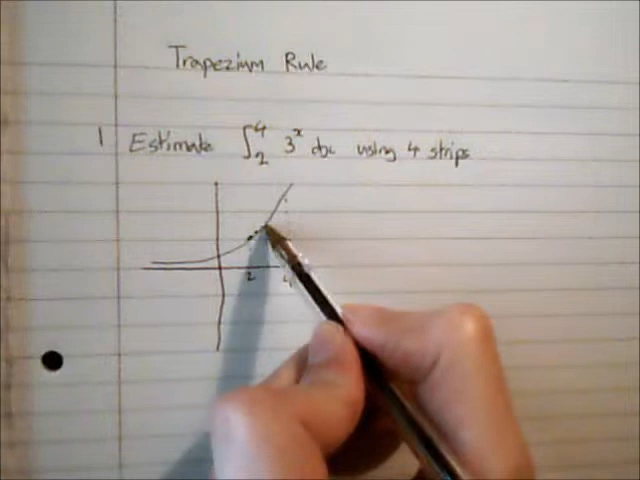 Trapezium Rule
1 Estimate ∫₂⁴ 3ˣ dx using 4 strips
2 4